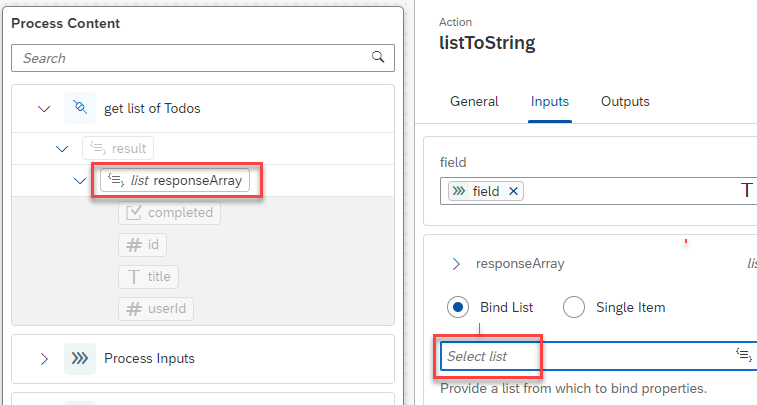 Process Content
Search
get list of Todos
result
list responseArray
completed
id
title
userId
Process Inputs
Action
listToString
General Inputs Outputs
field
field
responseArray
Bind List Single Item
Select list
Provide a list from which to bind properties.